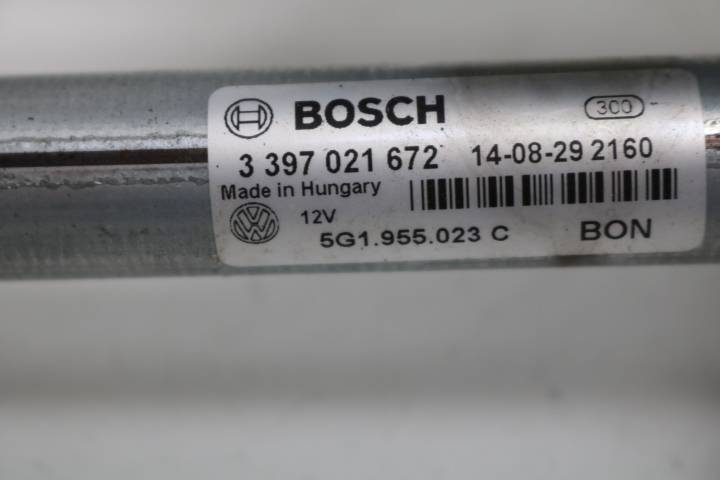 BOSCH 300
3 397 021 672 14-08-29 2160
Made in Hungary
12V
5G1.955.023 C BON